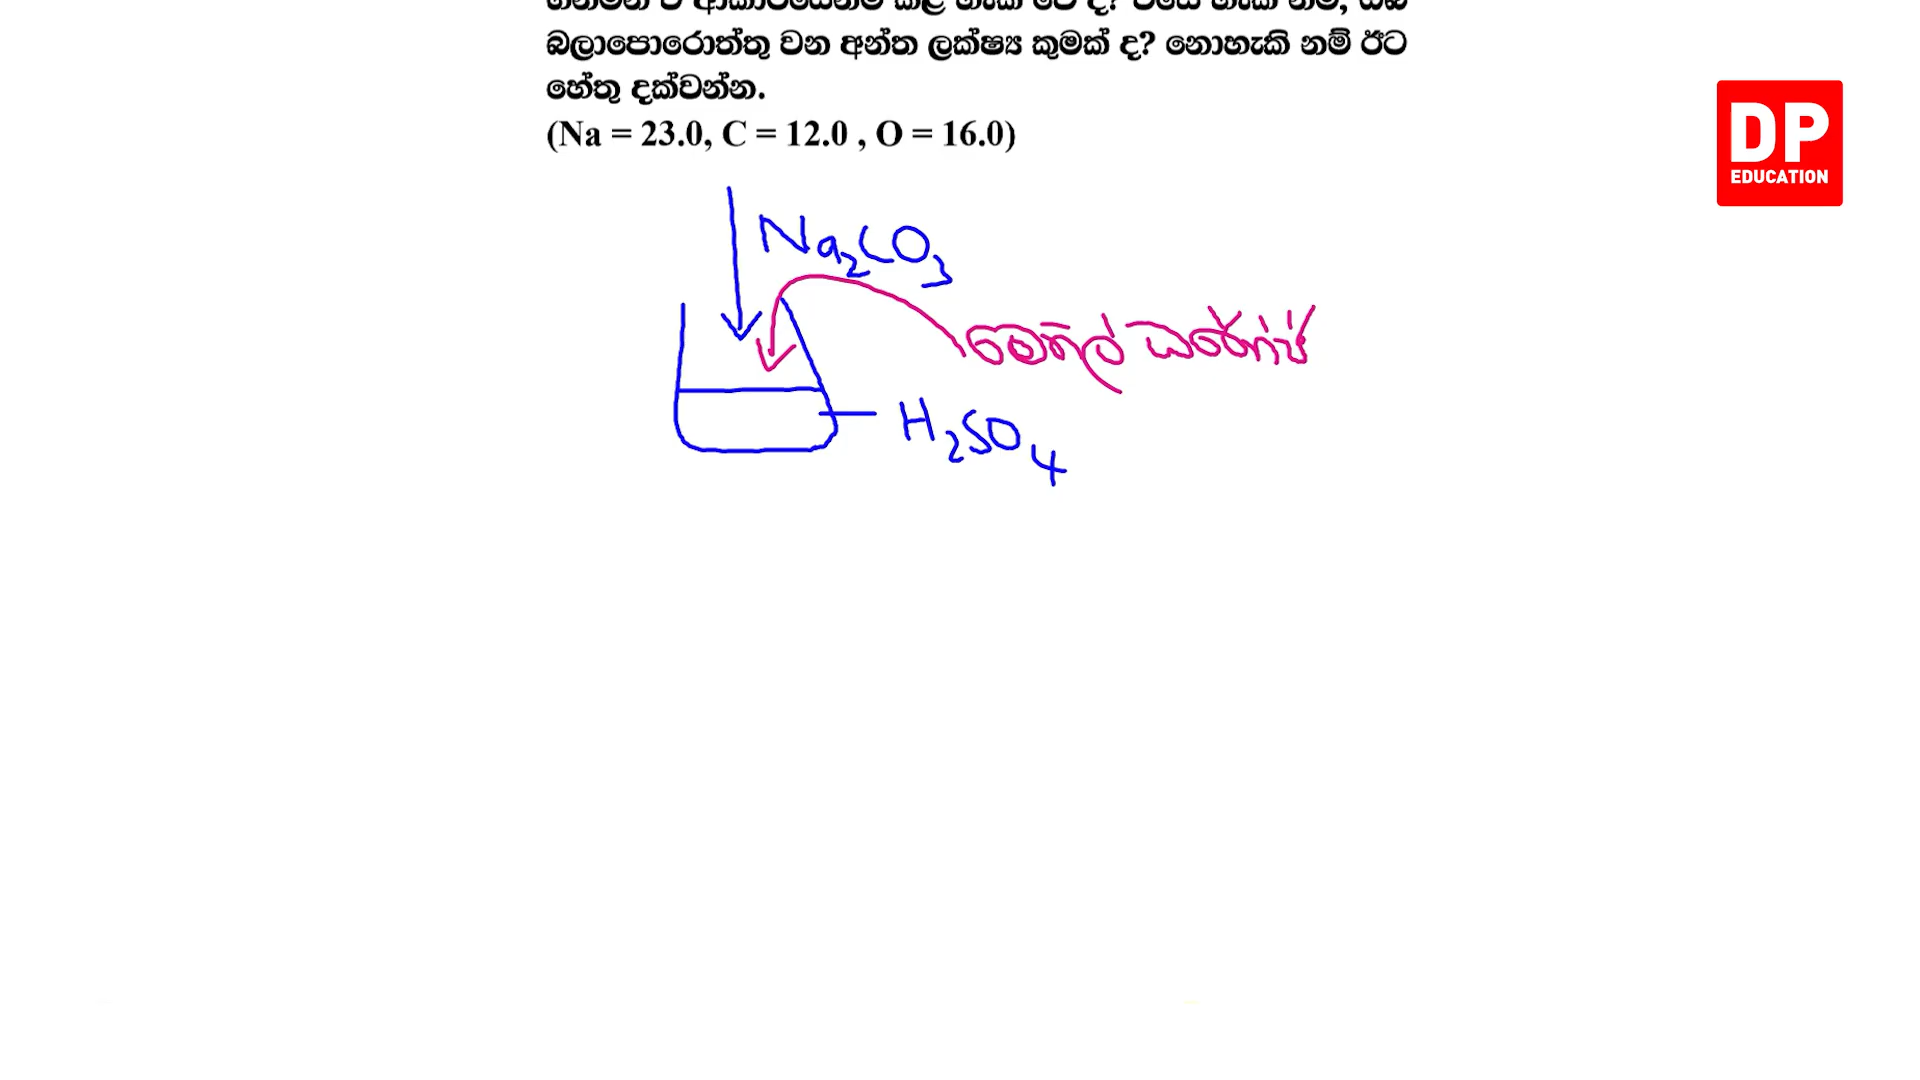 බලාපොරොත්තු වන අන්ත ලක්ෂ්‍ය කුමක් ද? නොහැකි නම් ඊට
හේතු දක්වන්න.
(Na = 23.0, C = 12.0 , O = 16.0)
DP
EDUCATION
Na₂CO₃
මෙතිල් ඔරේන්ජ්
H₂SO₄